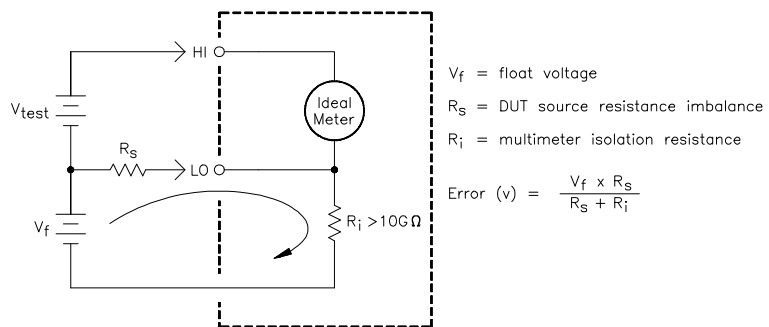 HI
V_test
Ideal
Meter
R_s
LO
V_f
R_i >10GΩ
V_f = float voltage
R_s = DUT source resistance imbalance
R_i = multimeter isolation resistance
Error (v) = V_f x R_s
R_s + R_i